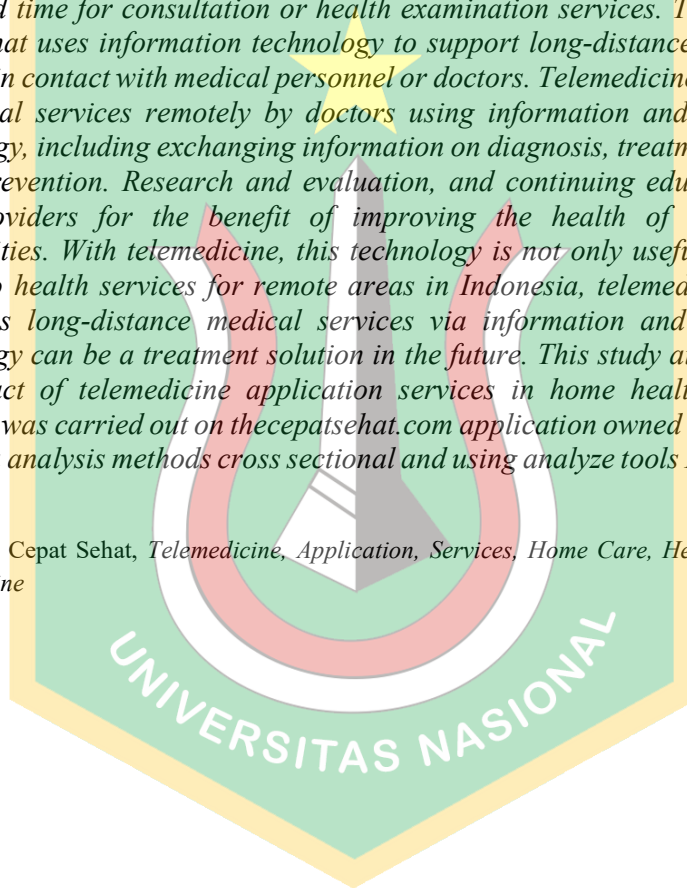 d time for consultation or health examination services. T
hat uses information technology to support long-distance
in contact with medical personnel or doctors. Telemedicine
al services remotely by doctors using information and
gy, including exchanging information on diagnosis, treatm
revention. Research and evaluation, and continuing edu
oviders for the benefit of improving the health of
ties. With telemedicine, this technology is not only usefu
o health services for remote areas in Indonesia, telemed
s long-distance medical services via information and
gy can be a treatment solution in the future. This study ai
act of telemedicine application services in home healt
was carried out on thecepatsehat.com application owned
analysis methods cross sectional and using analyze tools
Cepat Sehat, Telemedicine, Application, Services, Home Care, He
ine
UNIVERSITAS NASIONAL